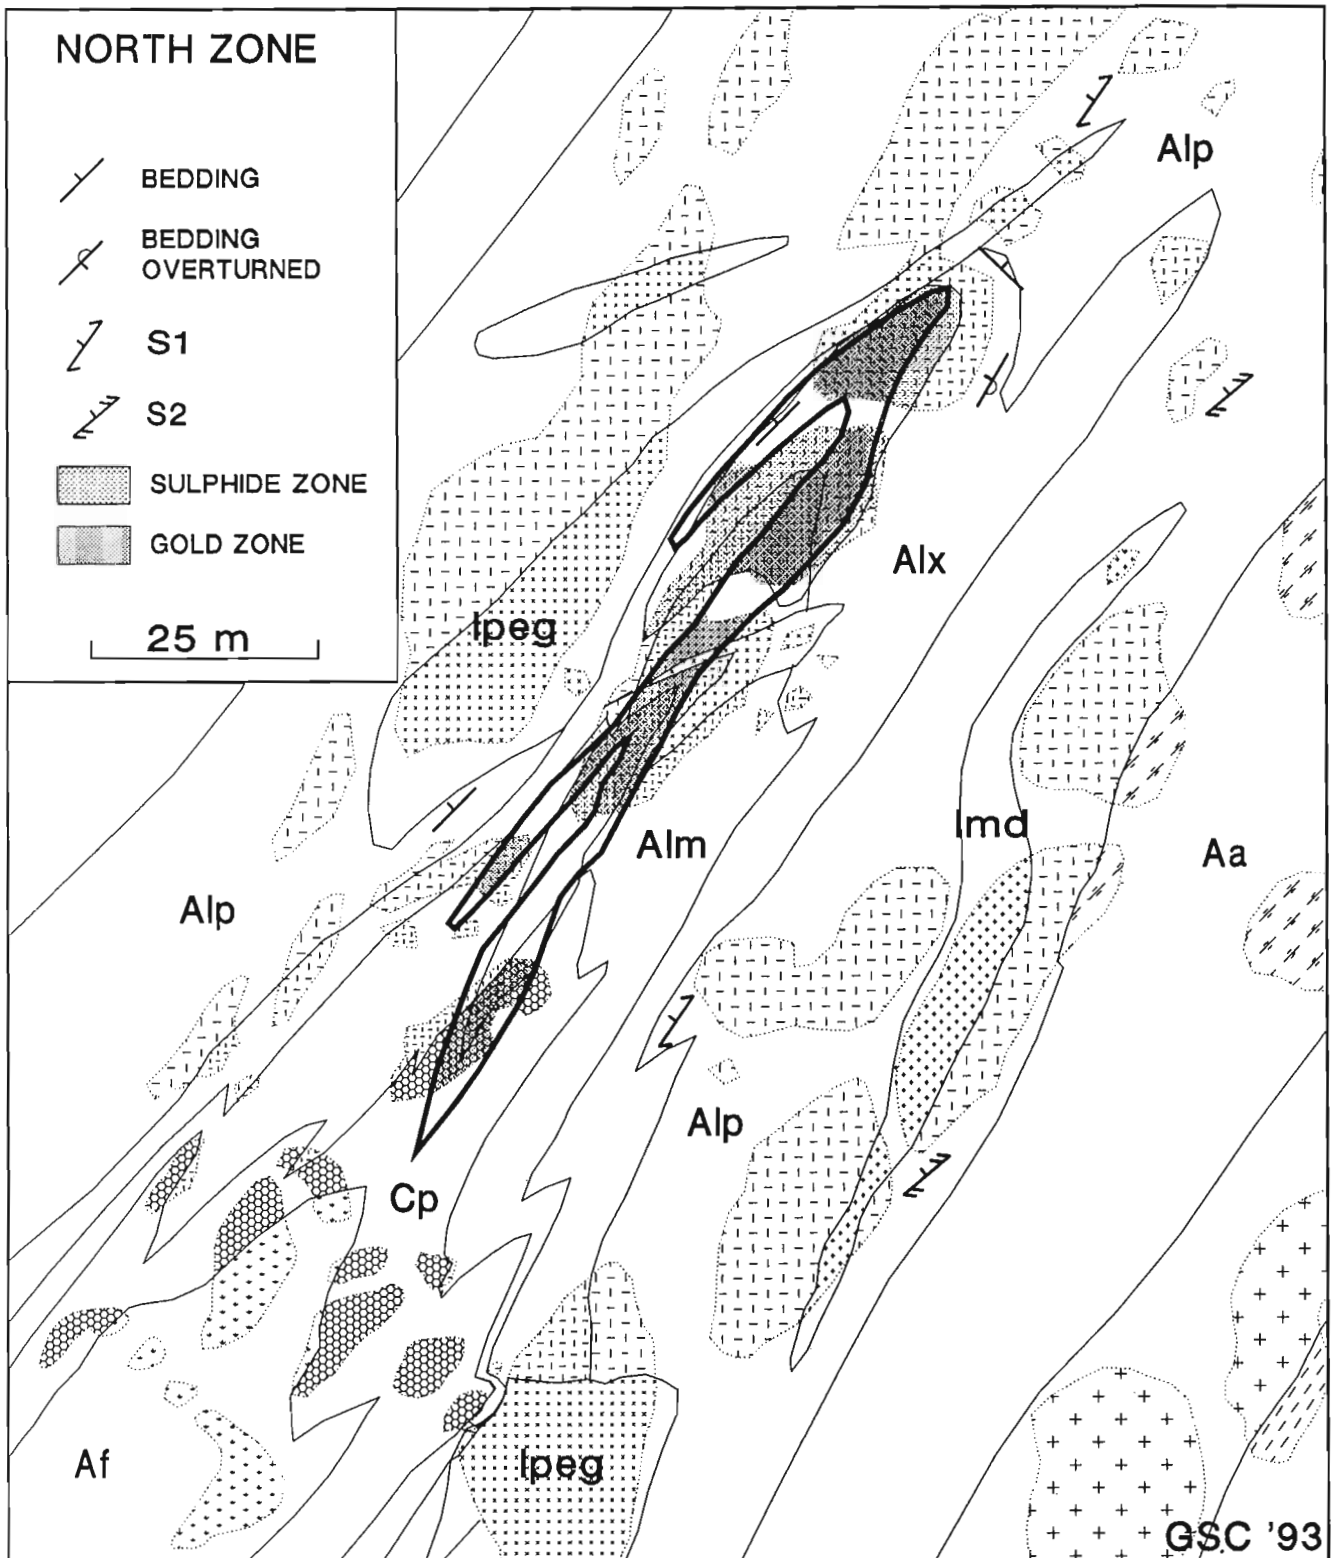 NORTH ZONE
BEDDING
BEDDING
OVERTURNED
S1
S2
SULPHIDE ZONE
GOLD ZONE
25 m
Alp
Alx
Ipeg
Imd
Alm
Aa
Alp
Alp
Cp
Af
Ipeg
GSC '93